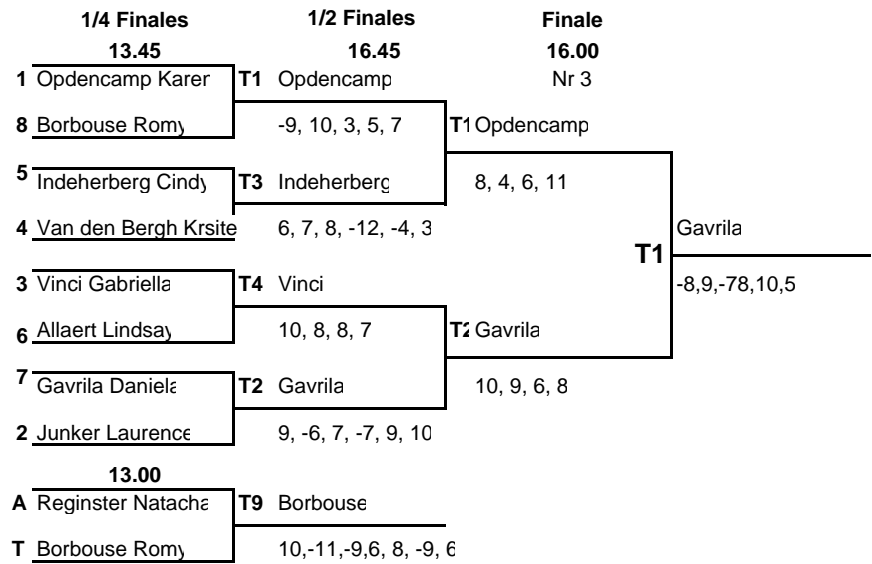 1/4 Finales 1/2 Finales Finale
13.45 16.45 16.00
1 Opdencamp Karen T1 Opdencamp Nr 3
8 Borbouse Romy -9, 10, 3, 5, 7 T1 Opdencamp
5 Indeherberg Cindy T3 Indeherberg 8, 4, 6, 11
4 Van den Bergh Krsite 6, 7, 8, -12, -4, 3 Gavrila
T1
3 Vinci Gabriella T4 Vinci -8,9,-78,10,5
6 Allaert Lindsay 10, 8, 8, 7 T2 Gavrila
7 Gavrila Daniela T2 Gavrila 10, 9, 6, 8
2 Junker Laurence 9, -6, 7, -7, 9, 10
13.00
A Reginster Natacha T9 Borbouse
T Borbouse Romy 10,-11,-9,6, 8, -9, 6